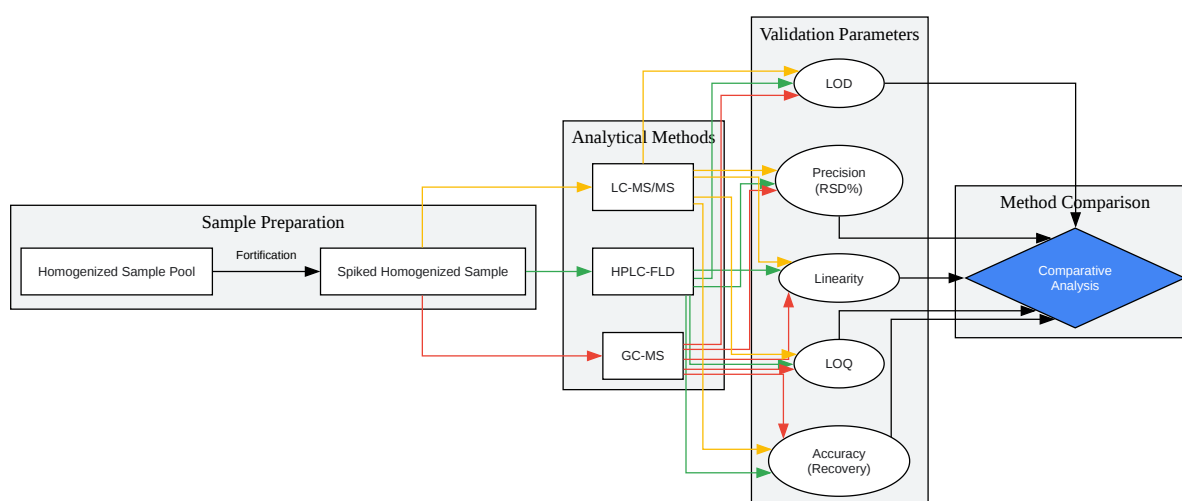 Sample Preparation
Homogenized Sample Pool
Fortification
Spiked Homogenized Sample
Analytical Methods
LC-MS/MS
HPLC-FLD
GC-MS
Validation Parameters
LOD
Precision
(RSD%)
Linearity
LOQ
Accuracy
(Recovery)
Method Comparison
Comparative
Analysis